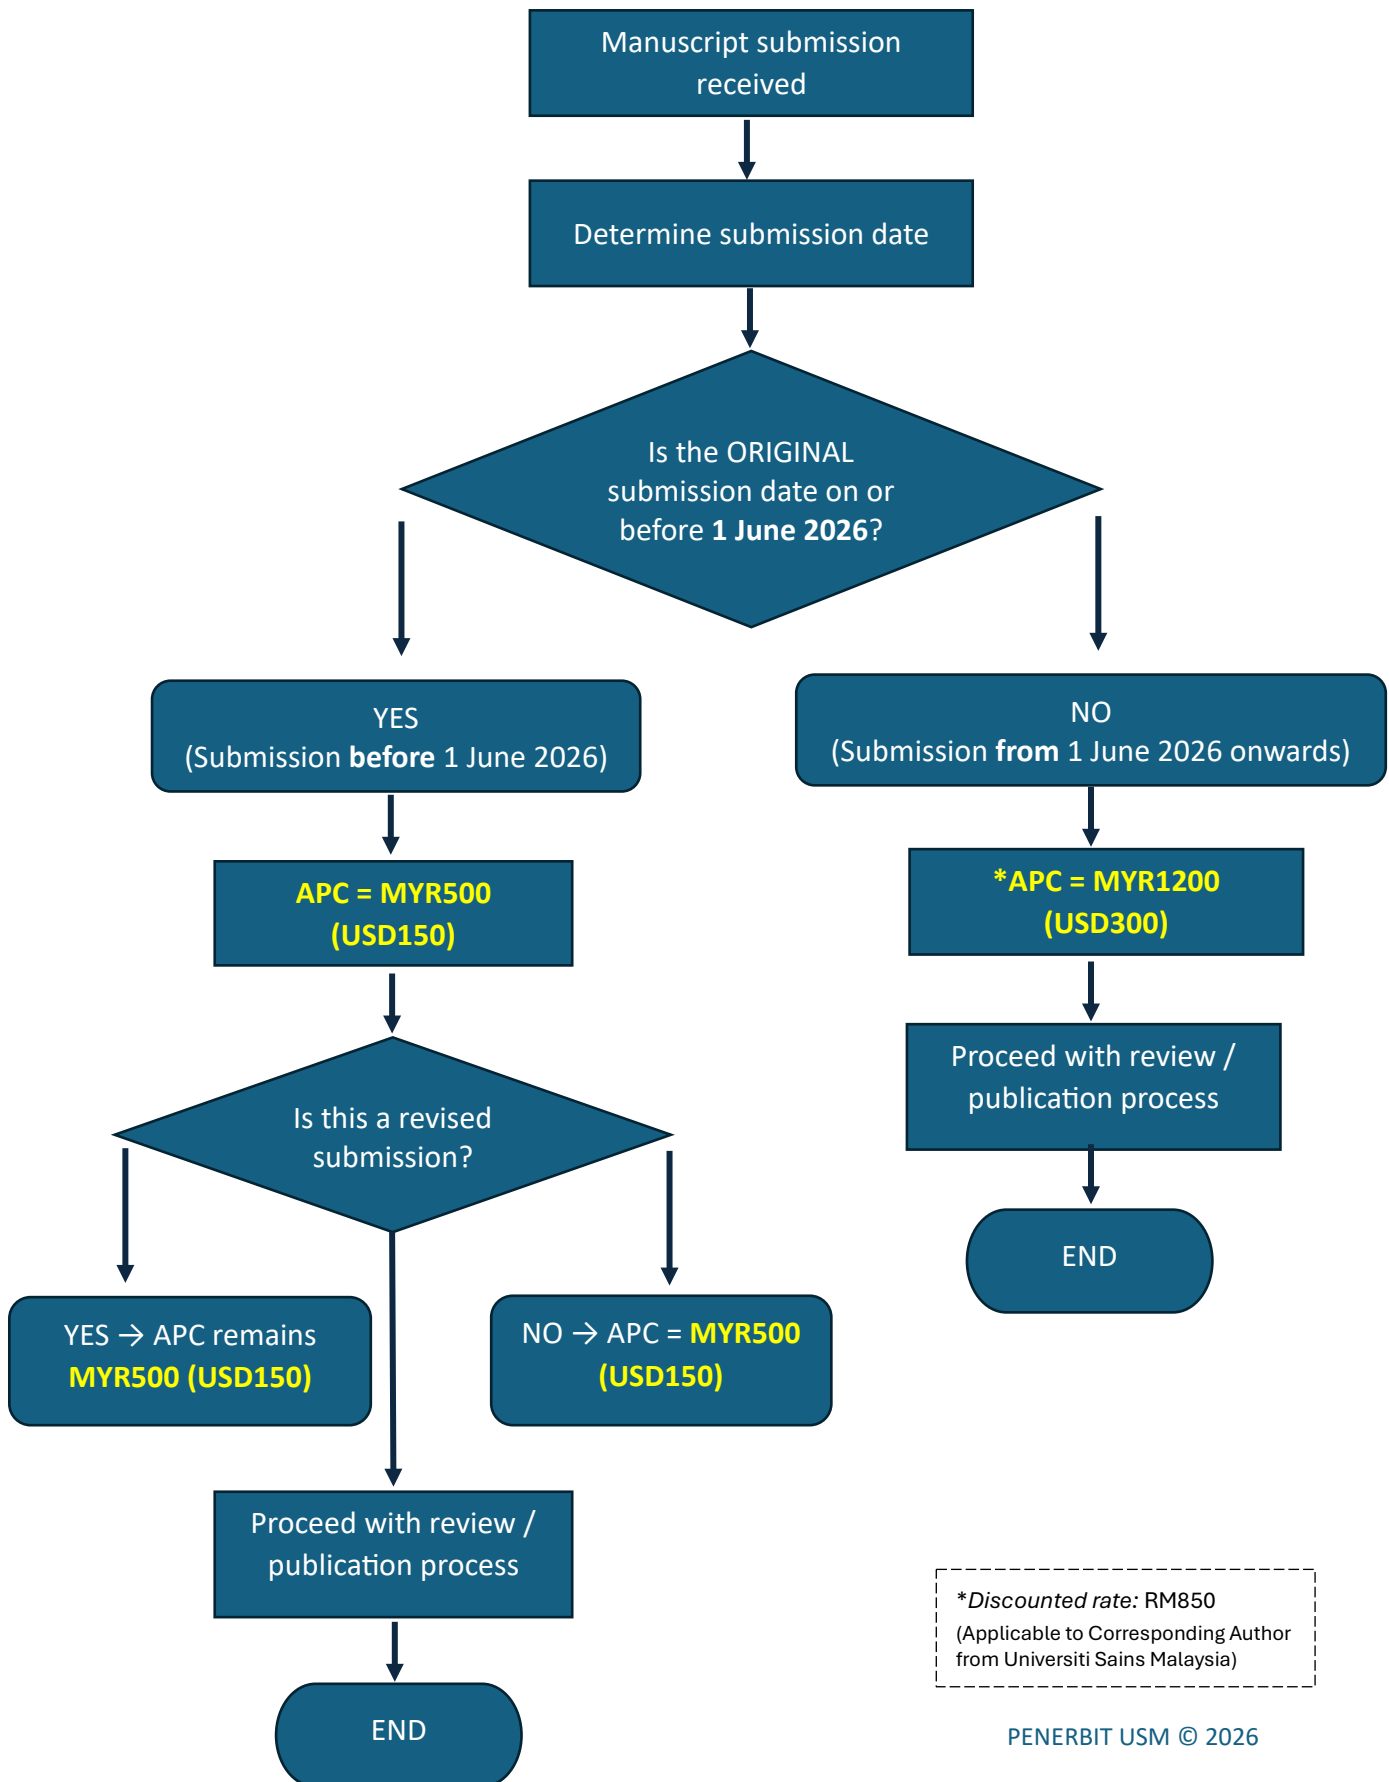 Manuscript submission
received
Determine submission date
Is the ORIGINAL
submission date on or
before 1 June 2026?
YES
(Submission before 1 June 2026)
NO
(Submission from 1 June 2026 onwards)
APC = MYR500
(USD150)
*APC = MYR1200
(USD300)
Is this a revised
submission?
Proceed with review /
publication process
END
YES → APC remains
MYR500 (USD150)
NO → APC = MYR500
(USD150)
Proceed with review /
publication process
END
*Discounted rate: RM850
(Applicable to Corresponding Author
from Universiti Sains Malaysia)
PENERBIT USM © 2026